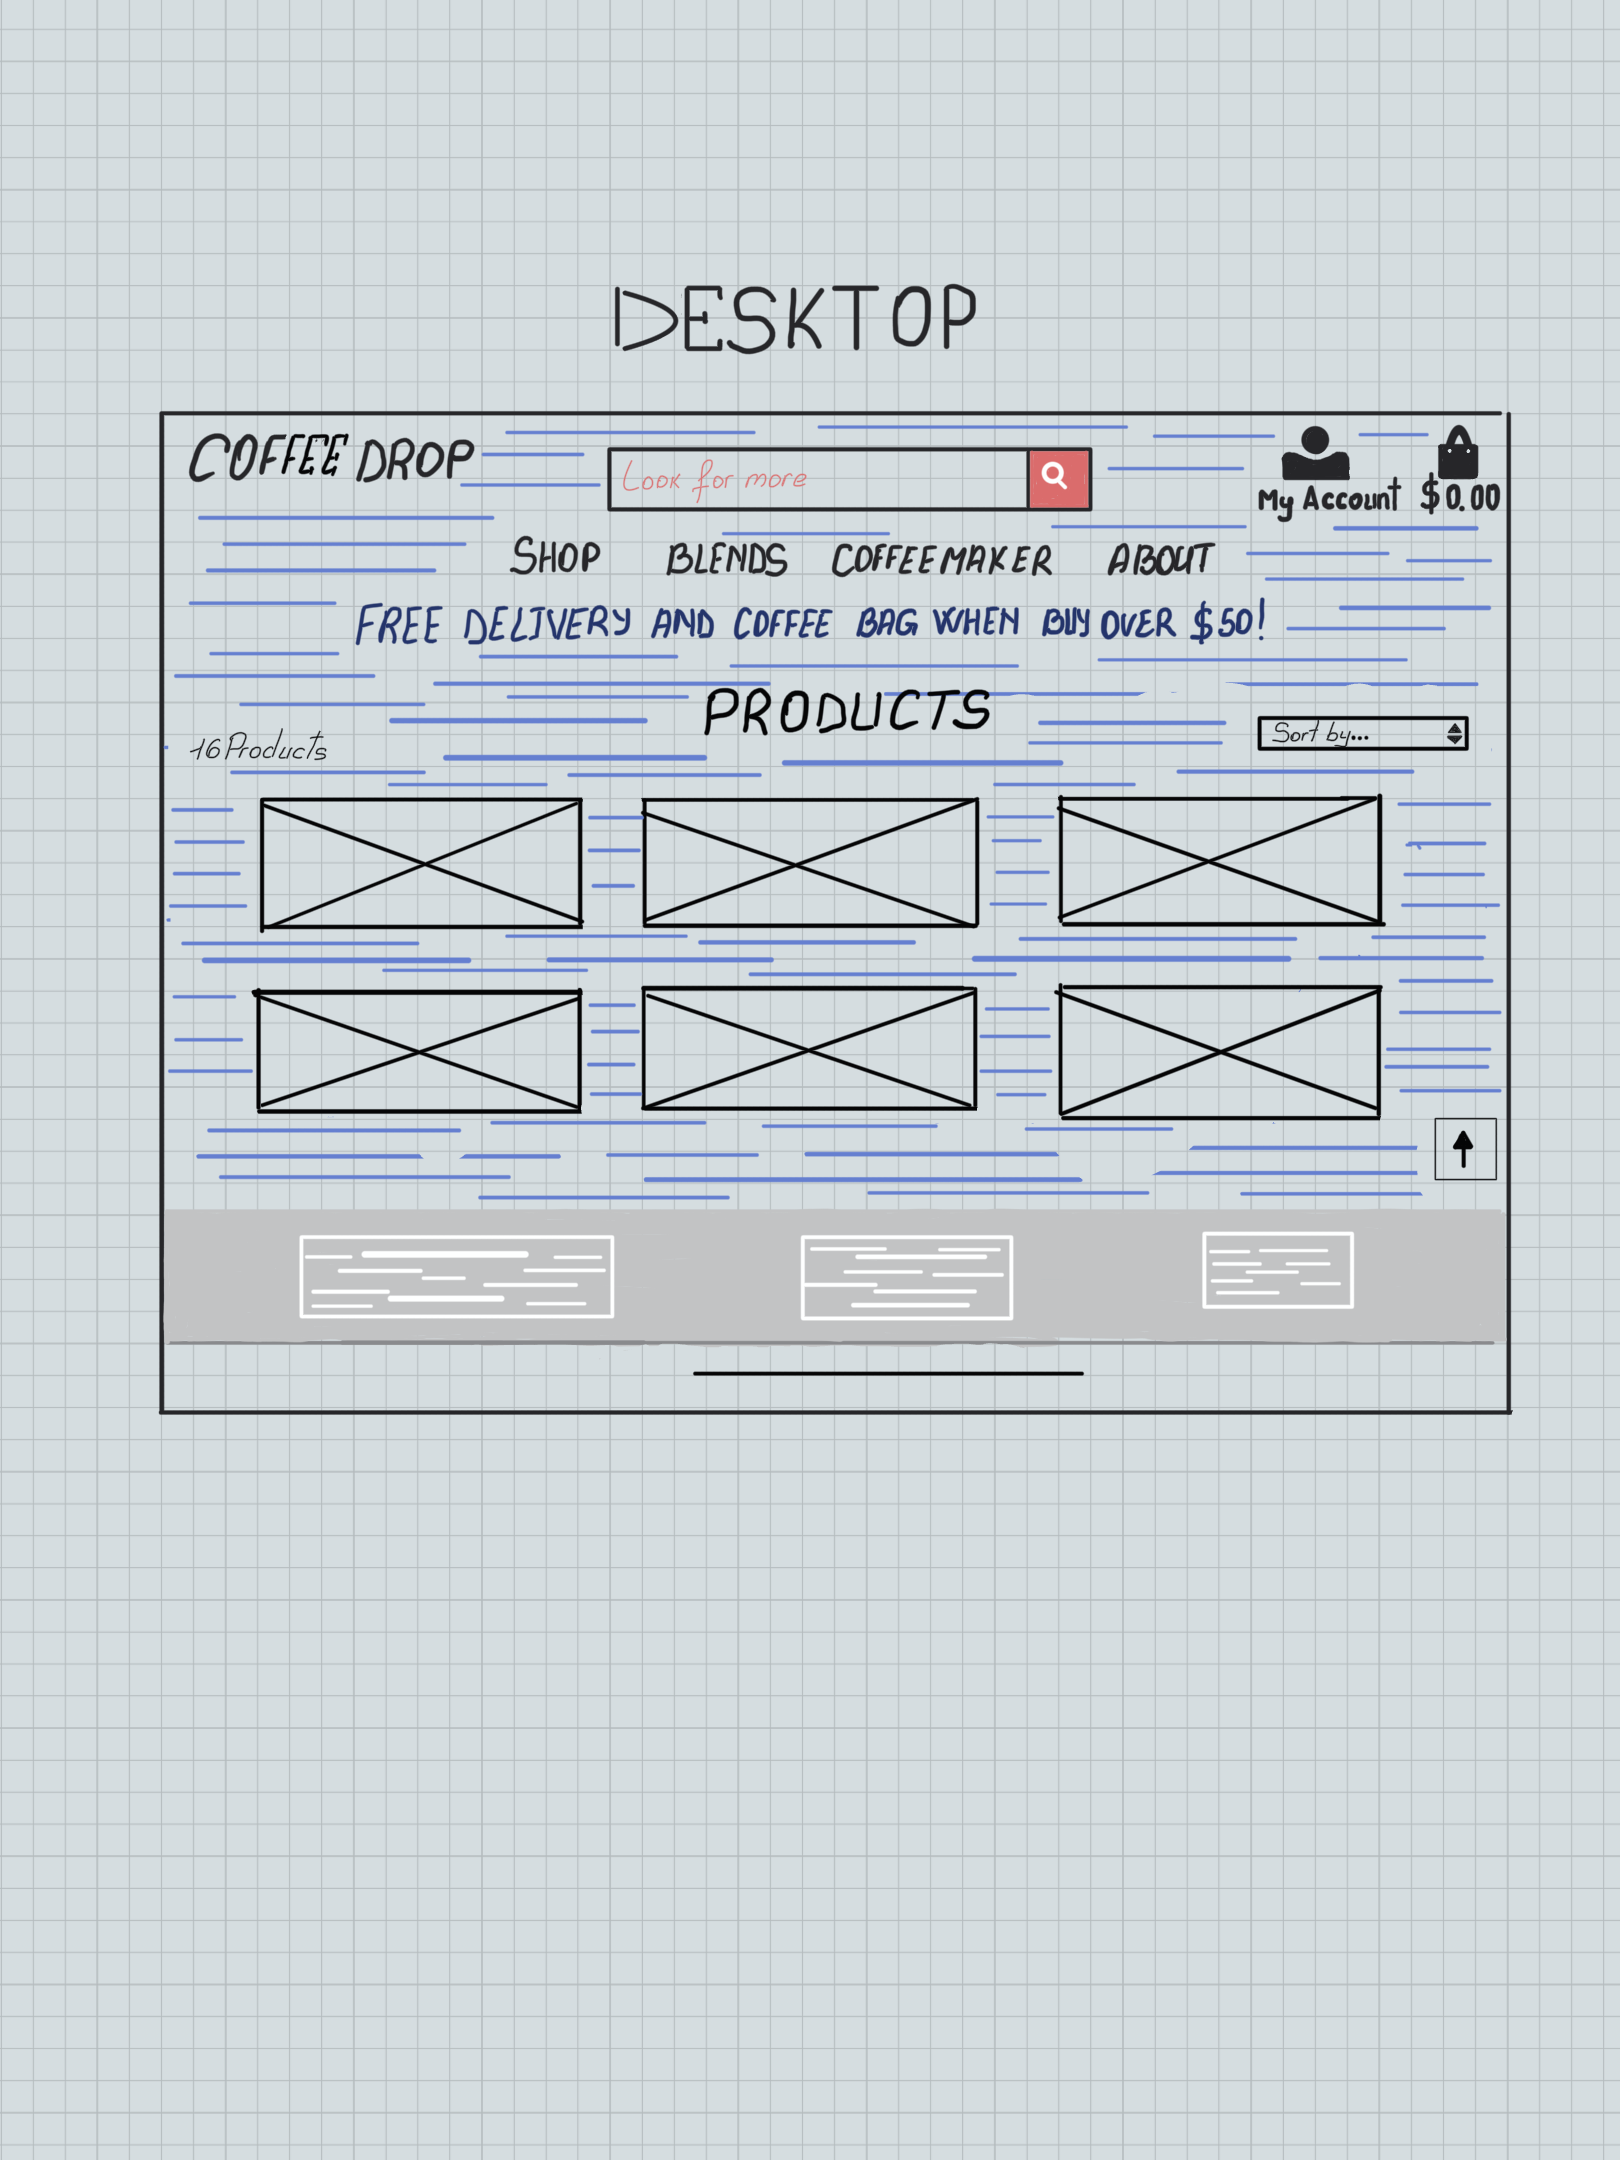 DESKTOP
COFFEE DROP
Look for more
My Account $0.00
SHOP BLENDS COFFEEMAKER ABOUT
FREE DELIVERY AND COFFEE BAG WHEN BUY OVER $50!
PRODUCTS
16 Products
Sort by...